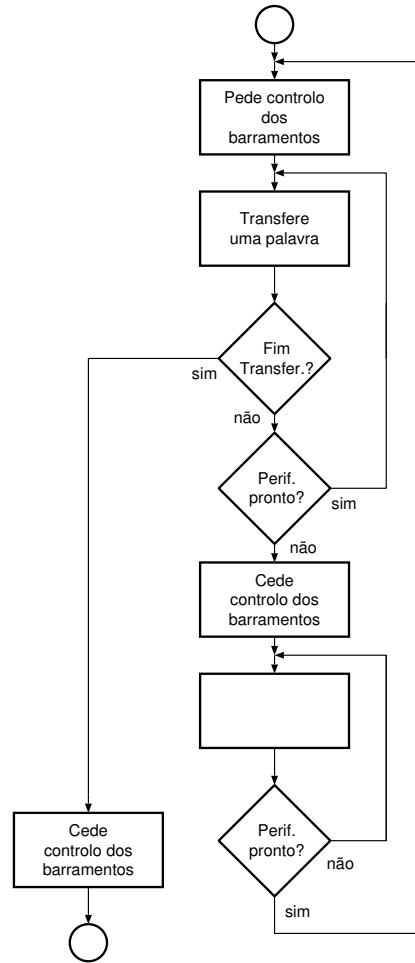 Pede controlo
dos
barramentos
Transfere
uma palavra
Fim
Transfer.?
sim
não
Perif.
pronto?
sim
não
Cede
controlo dos
barramentos
Perif.
pronto?
não
sim
Cede
controlo dos
barramentos